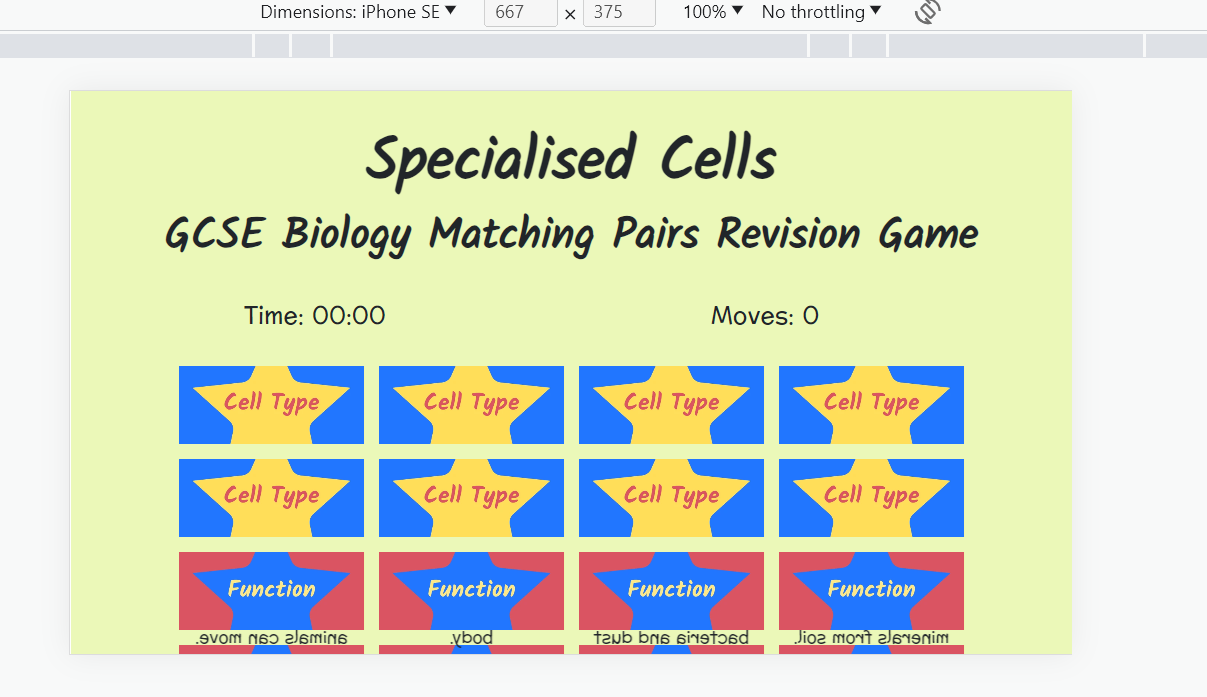 Dimensions: iPhone SE 667 × 375 100% No throttling
Specialised Cells
GCSE Biology Matching Pairs Revision Game
Time: 00:00 Moves: 0
Cell Type Cell Type Cell Type Cell Type
Cell Type Cell Type Cell Type Cell Type
Function Function Function Function
animals can move. body. bacteria and dust minerals from soil.